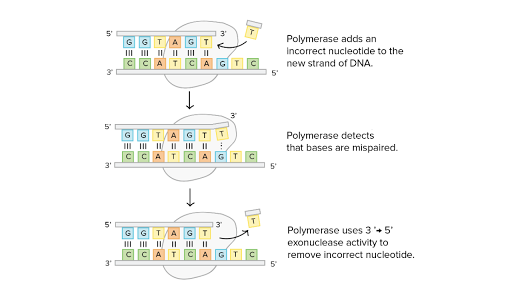 5' 3' T
G G T A G T
C C A T C A G T C
3' 5'
Polymerase adds an
incorrect nucleotide to the
new strand of DNA.
3'
5'
G G T A G T T
C C A T C A G T C
3' 5'
Polymerase detects
that bases are mispaired.
5' 3' T
G G T A G T
C C A T C A G T C
3' 5'
Polymerase uses 3 '➔ 5'
exonuclease activity to
remove incorrect nucleotide.